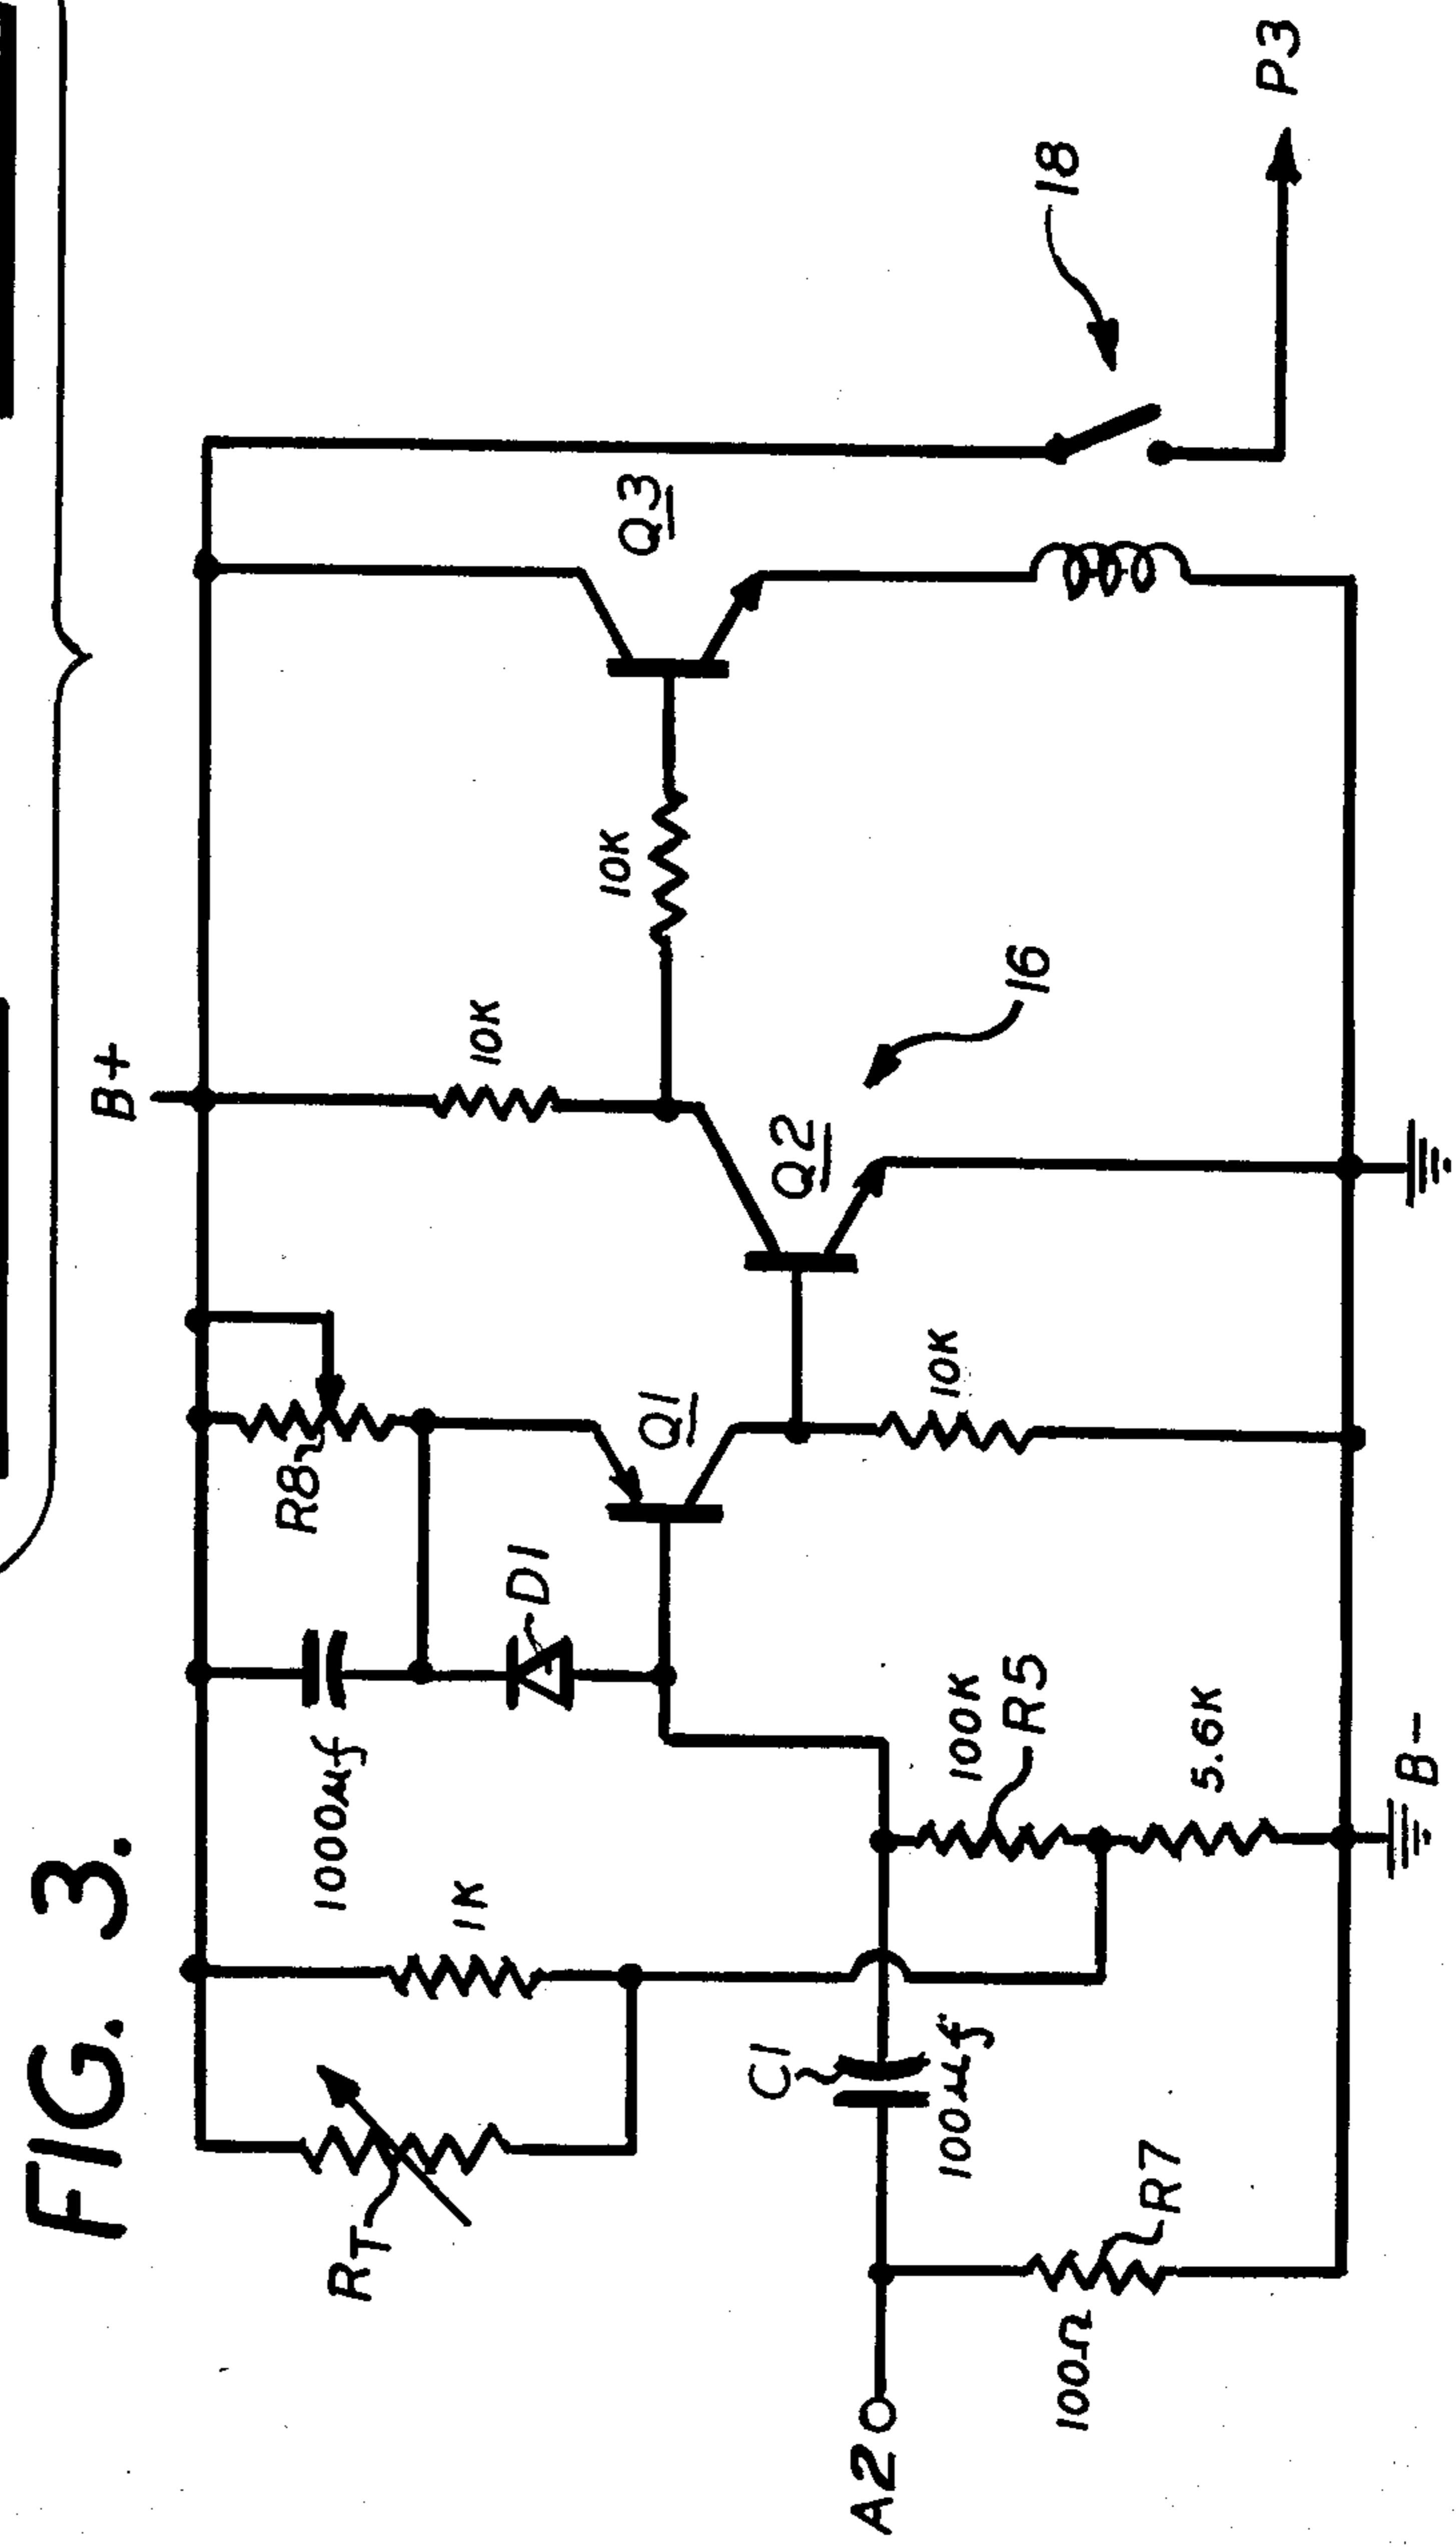 FIG. 3.
B+
RT
1K
1000µf
R8
D1
Q1
10K
Q3
10K
Q2
16
18
P3
C1
100µf
100K
R5
10K
A2
100Ω
R7
5.6K
B-